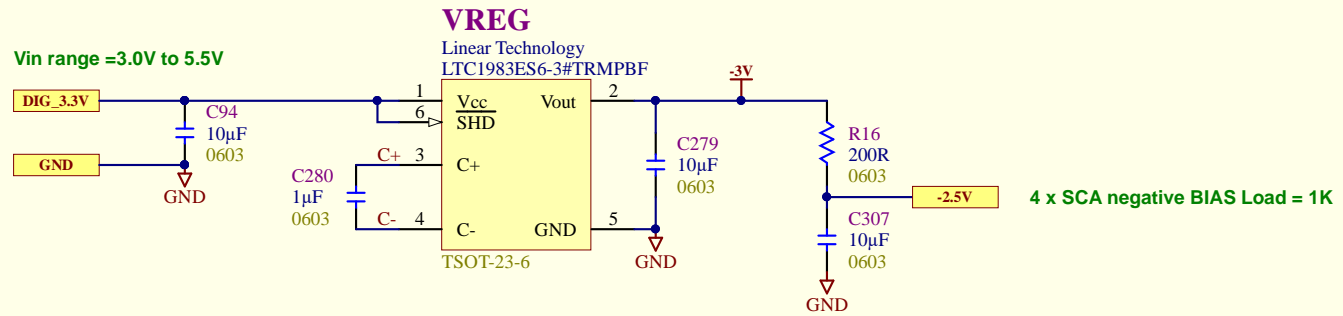 VREG
Linear Technology
LTC1983ES6-3#TRMPBF
Vin range =3.0V to 5.5V
DIG_3.3V
GND
C94
10µF
0603
GND
C280
1µF
0603
C+
C-
1
6
3
4
Vcc
SHD
C+
C-
Vout
GND
2
5
TSOT-23-6
-3V
C279
10µF
0603
GND
R16
200R
0603
-2.5V
4 x SCA negative BIAS Load = 1K
C307
10µF
0603
GND